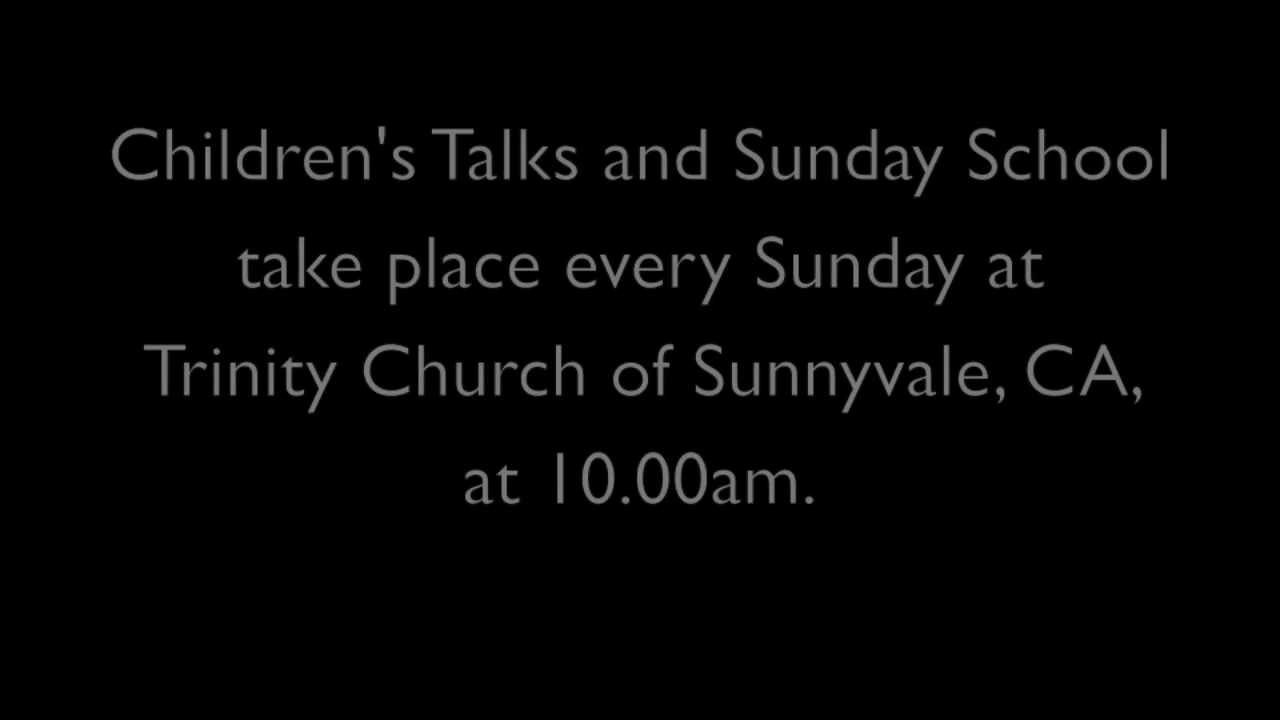 Children's Talks and Sunday School
take place every Sunday at
Trinity Church of Sunnyvale, CA,
at 10.00am.